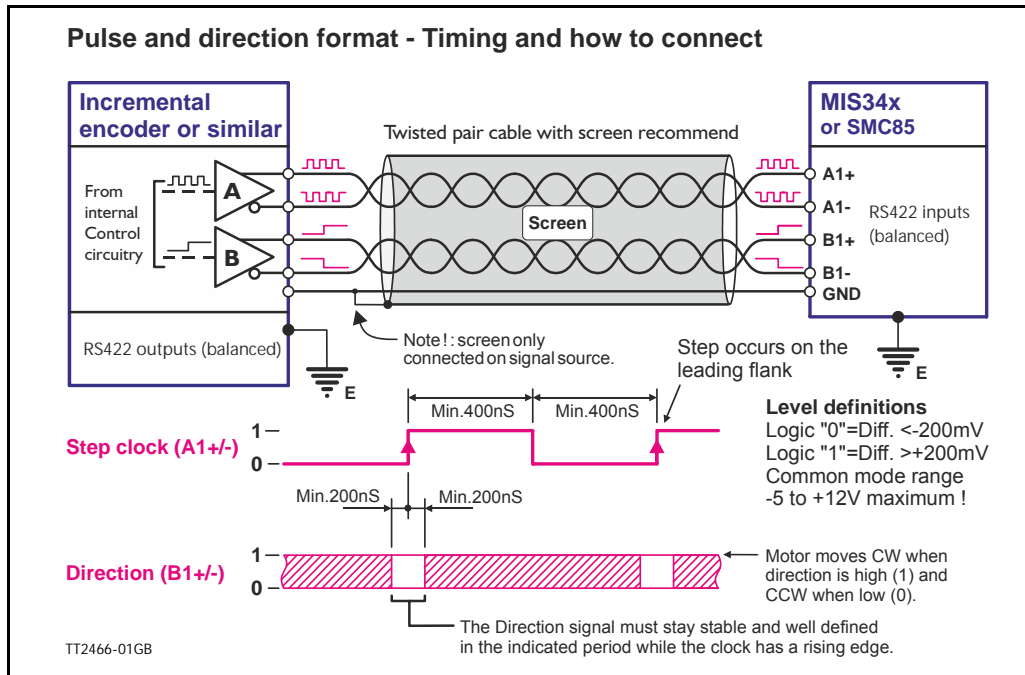 Pulse and direction format - Timing and how to connect
Incremental
encoder or similar
From
internal
Control
circuitry
A
B
RS422 outputs (balanced)
E
Twisted pair cable with screen recommend
Screen
Note!: screen only
connected on signal source.
MIS34x
or SMC85
A1+
A1-
B1+
B1-
GND
RS422 inputs
(balanced)
E
Step occurs on the
leading flank
Min.400nS
Min.400nS
Step clock (A1+/-)
1
0
Level definitions
Logic "0"=Diff. <-200mV
Logic "1"=Diff. >+200mV
Common mode range
-5 to +12V maximum !
Min.200nS
Min.200nS
Direction (B1+/-)
1
0
Motor moves CW when
direction is high (1) and
CCW when low (0).
The Direction signal must stay stable and well defined
in the indicated period while the clock has a rising edge.
TT2466-01GB